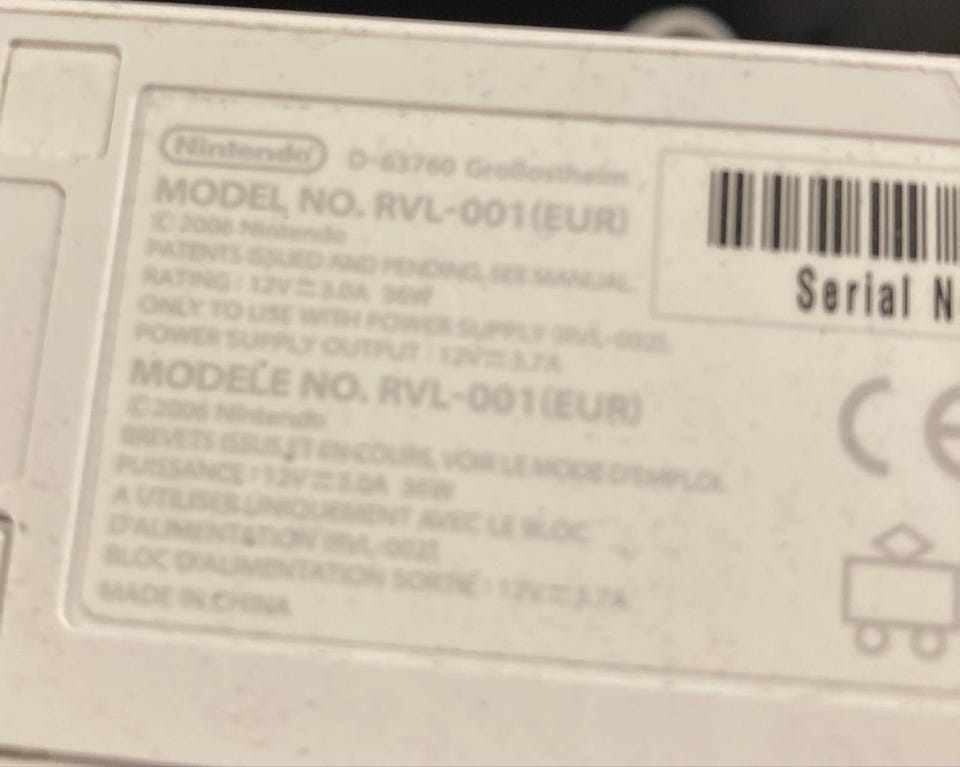 Nintendo D-63760 Großostheim
MODEL NO. RVL-001(EUR)
©2006 Nintendo
PATENTS ISSUED AND PENDING, SEE MANUAL.
RATING : 12V⎓3.0A 36W
ONLY TO USE WITH POWER SUPPLY (RVL-002).
POWER SUPPLY OUTPUT : 12V⎓3.7A
MODELE NO. RVL-001(EUR)
©2006 Nintendo
BREVETS ISSUS ET EN COURS, VOIR LE MODE D'EMPLOI.
PUISSANCE : 12V⎓3.0A 36W
A UTILISER UNIQUEMENT AVEC LE BLOC
D'ALIMENTATION (RVL-002).
BLOC D'ALIMENTATION SORTIE : 12V⎓3.7A
MADE IN CHINA
Serial N
CE